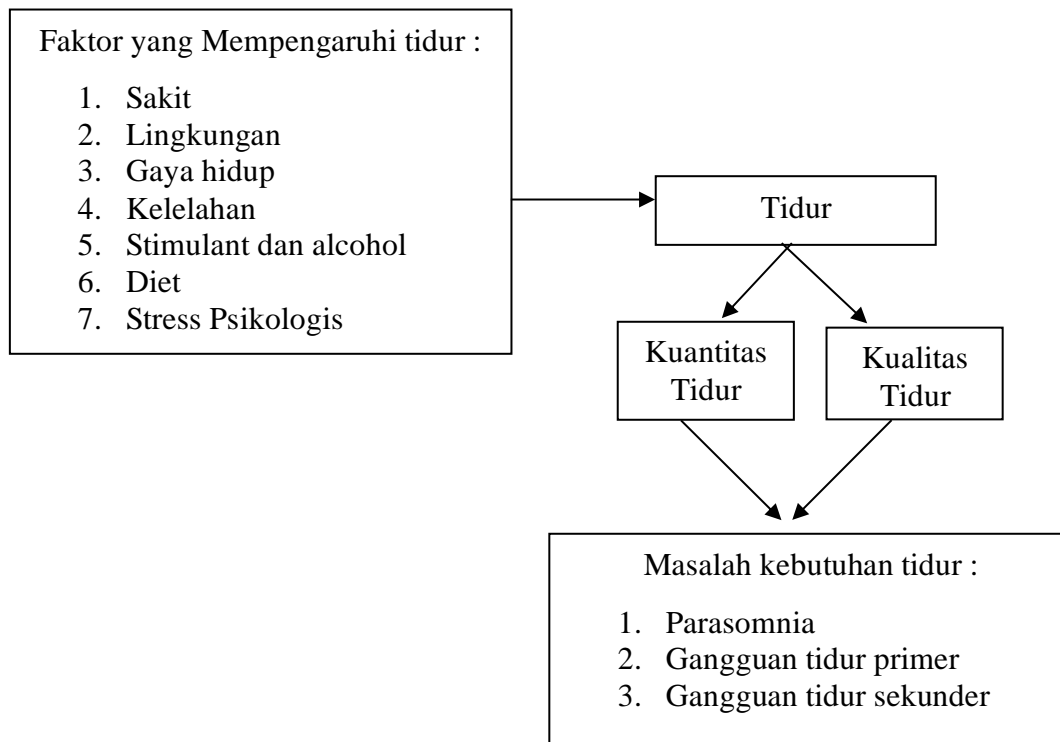 Faktor yang Mempengaruhi tidur :
1. Sakit
2. Lingkungan
3. Gaya hidup
4. Kelelahan
5. Stimulant dan alcohol
6. Diet
7. Stress Psikologis
Tidur
Kuantitas
Tidur
Kualitas
Tidur
Masalah kebutuhan tidur :
1. Parasomnia
2. Gangguan tidur primer
3. Gangguan tidur sekunder